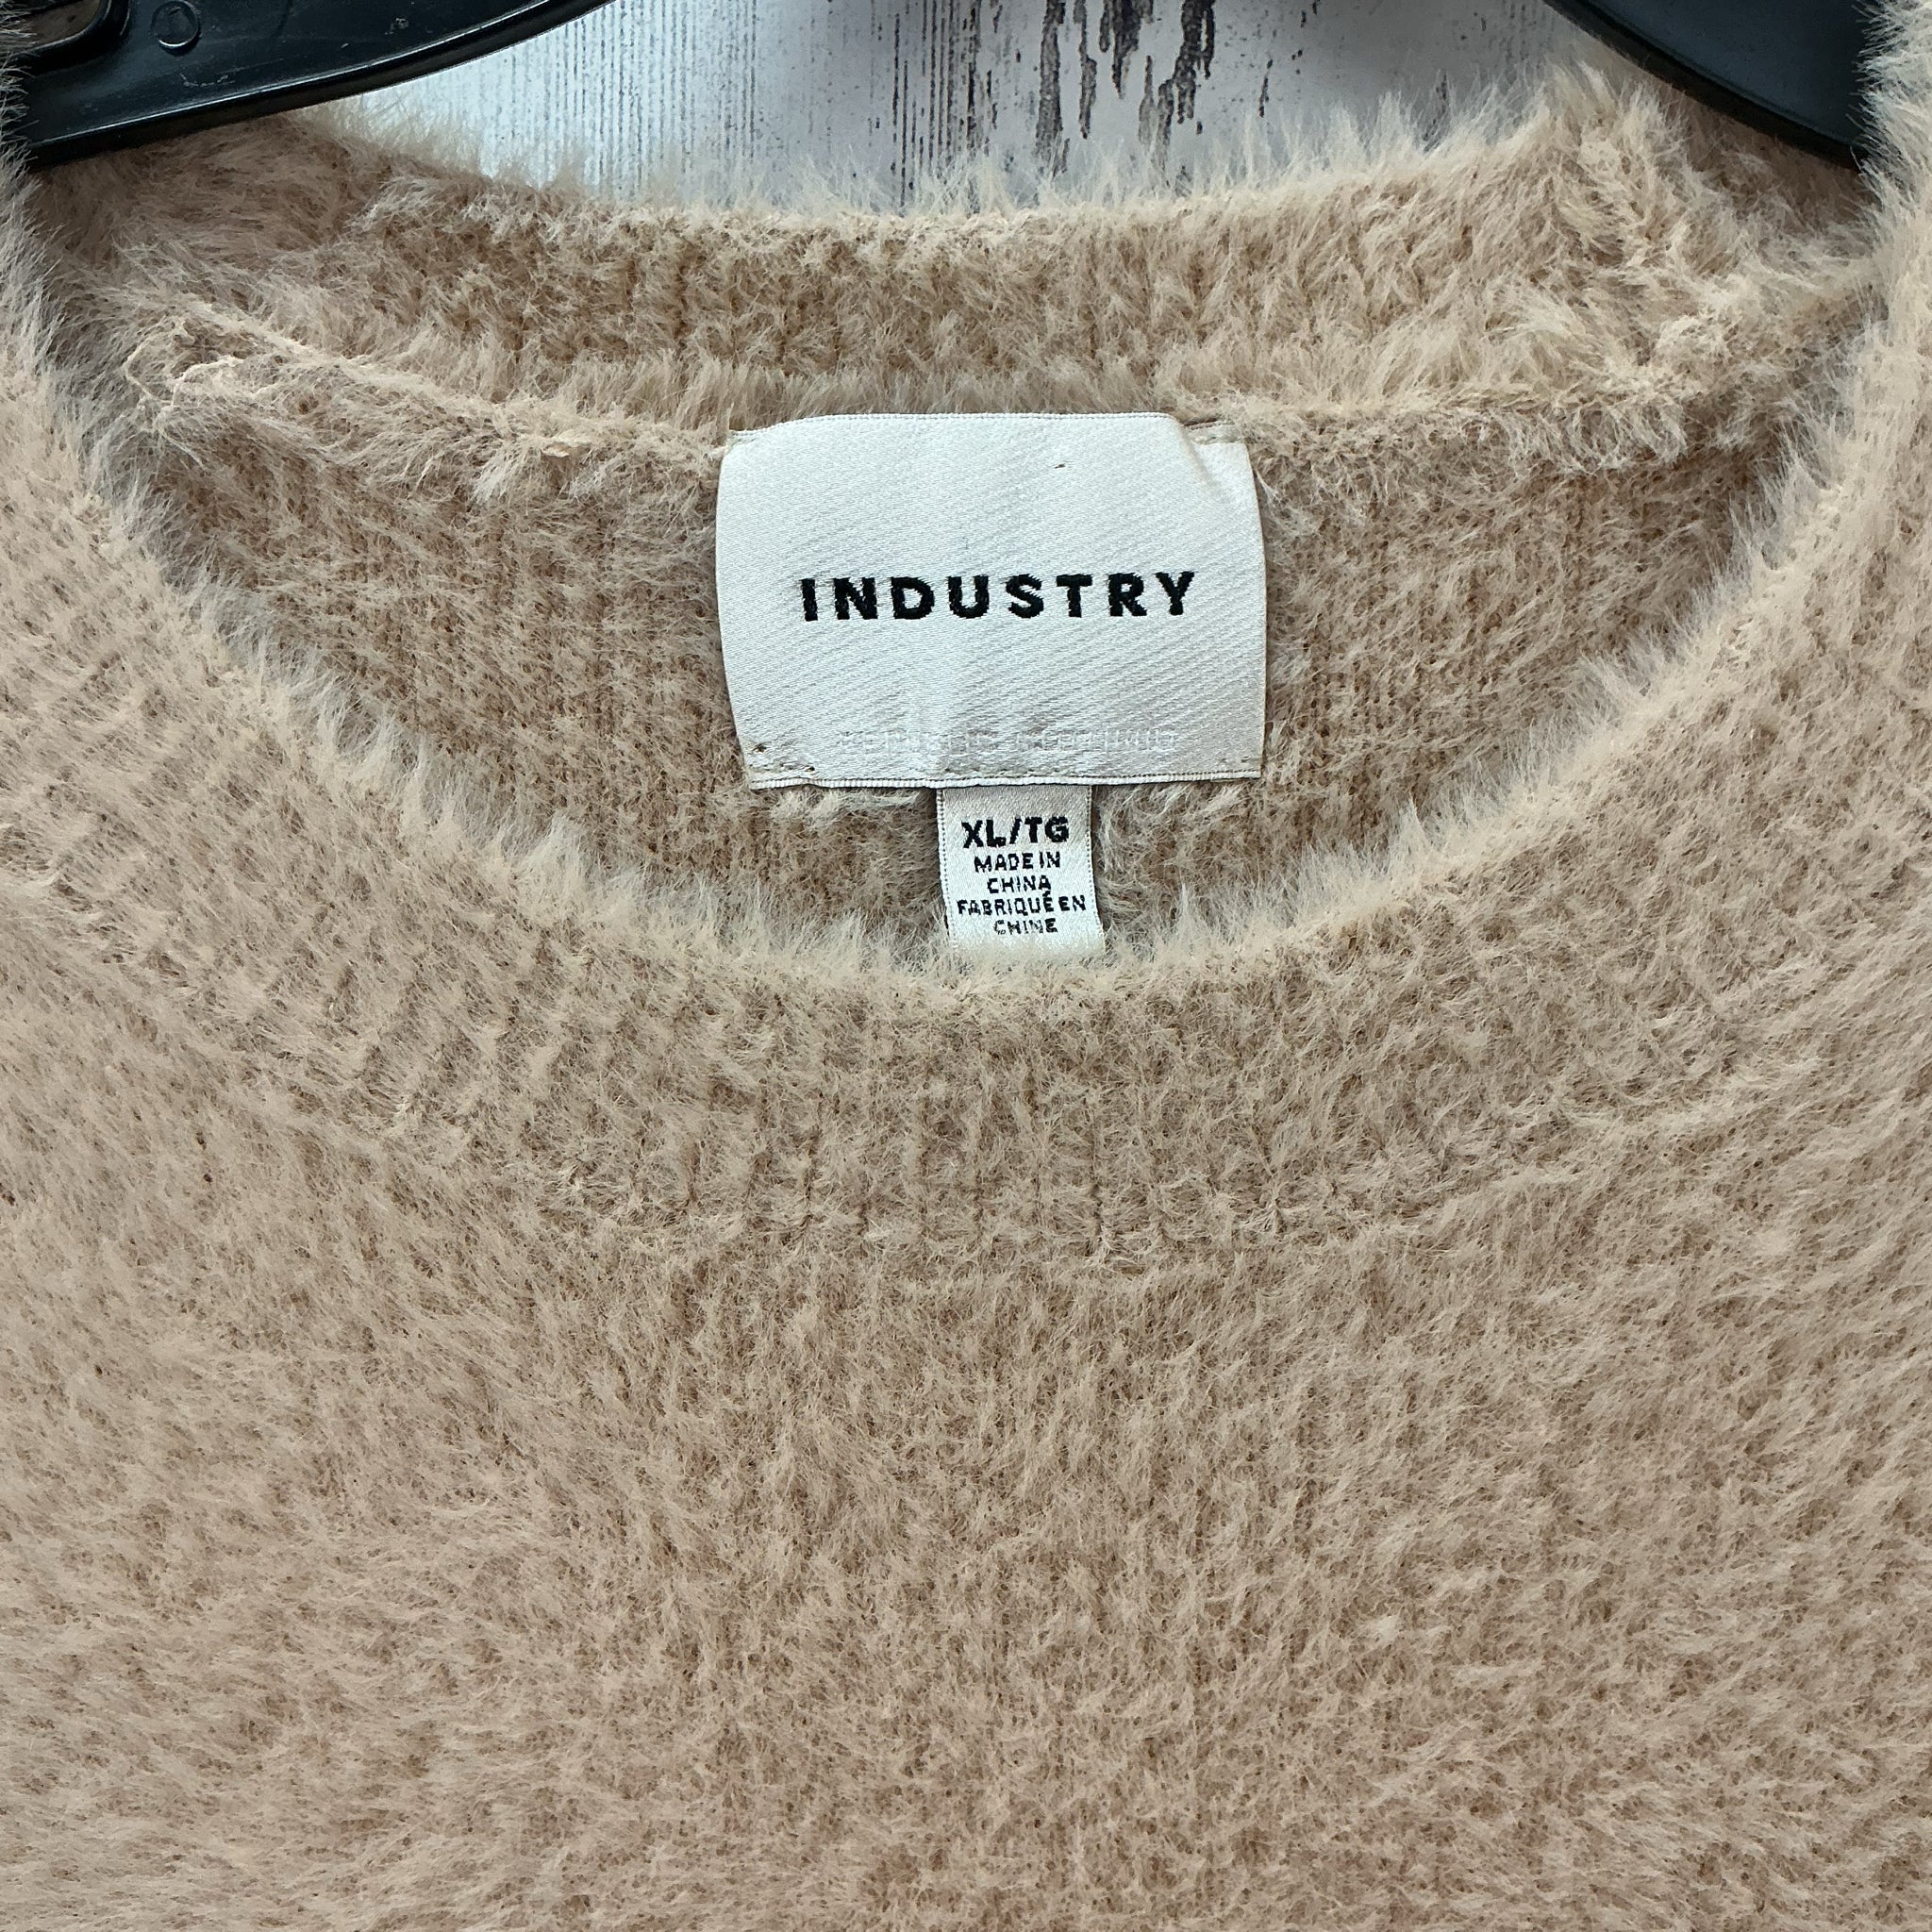 INDUSTRY
XL/TG
MADE IN
CHINA
FABRIQUÉ EN
CHINE